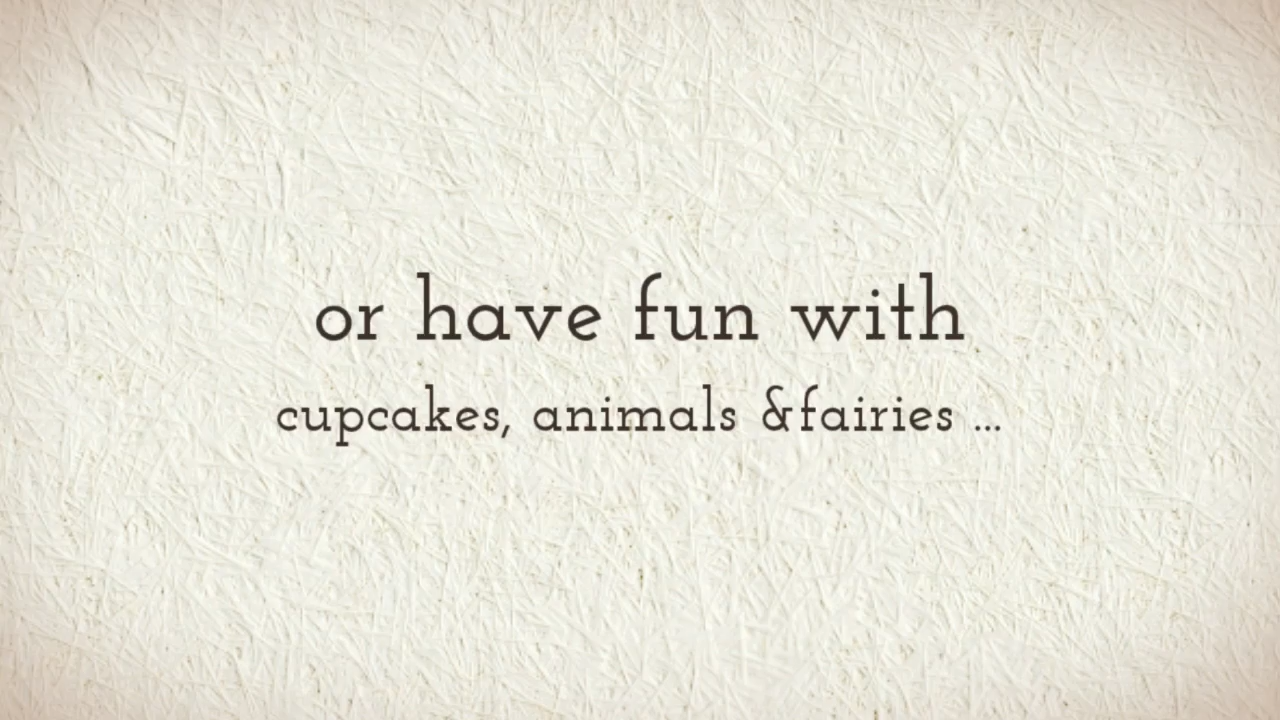 or have fun with
cupcakes, animals & fairies ...